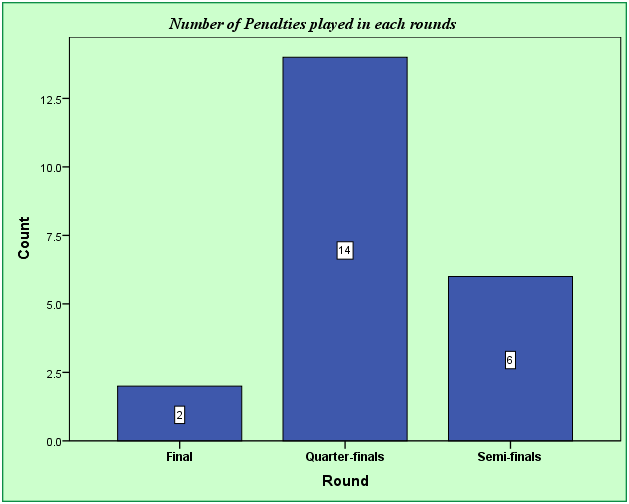 Number of Penalties played in each rounds
Count
12.5
10.0
7.5
5.0
2.5
0.0
2
14
6
Final Quarter-finals Semi-finals
Round